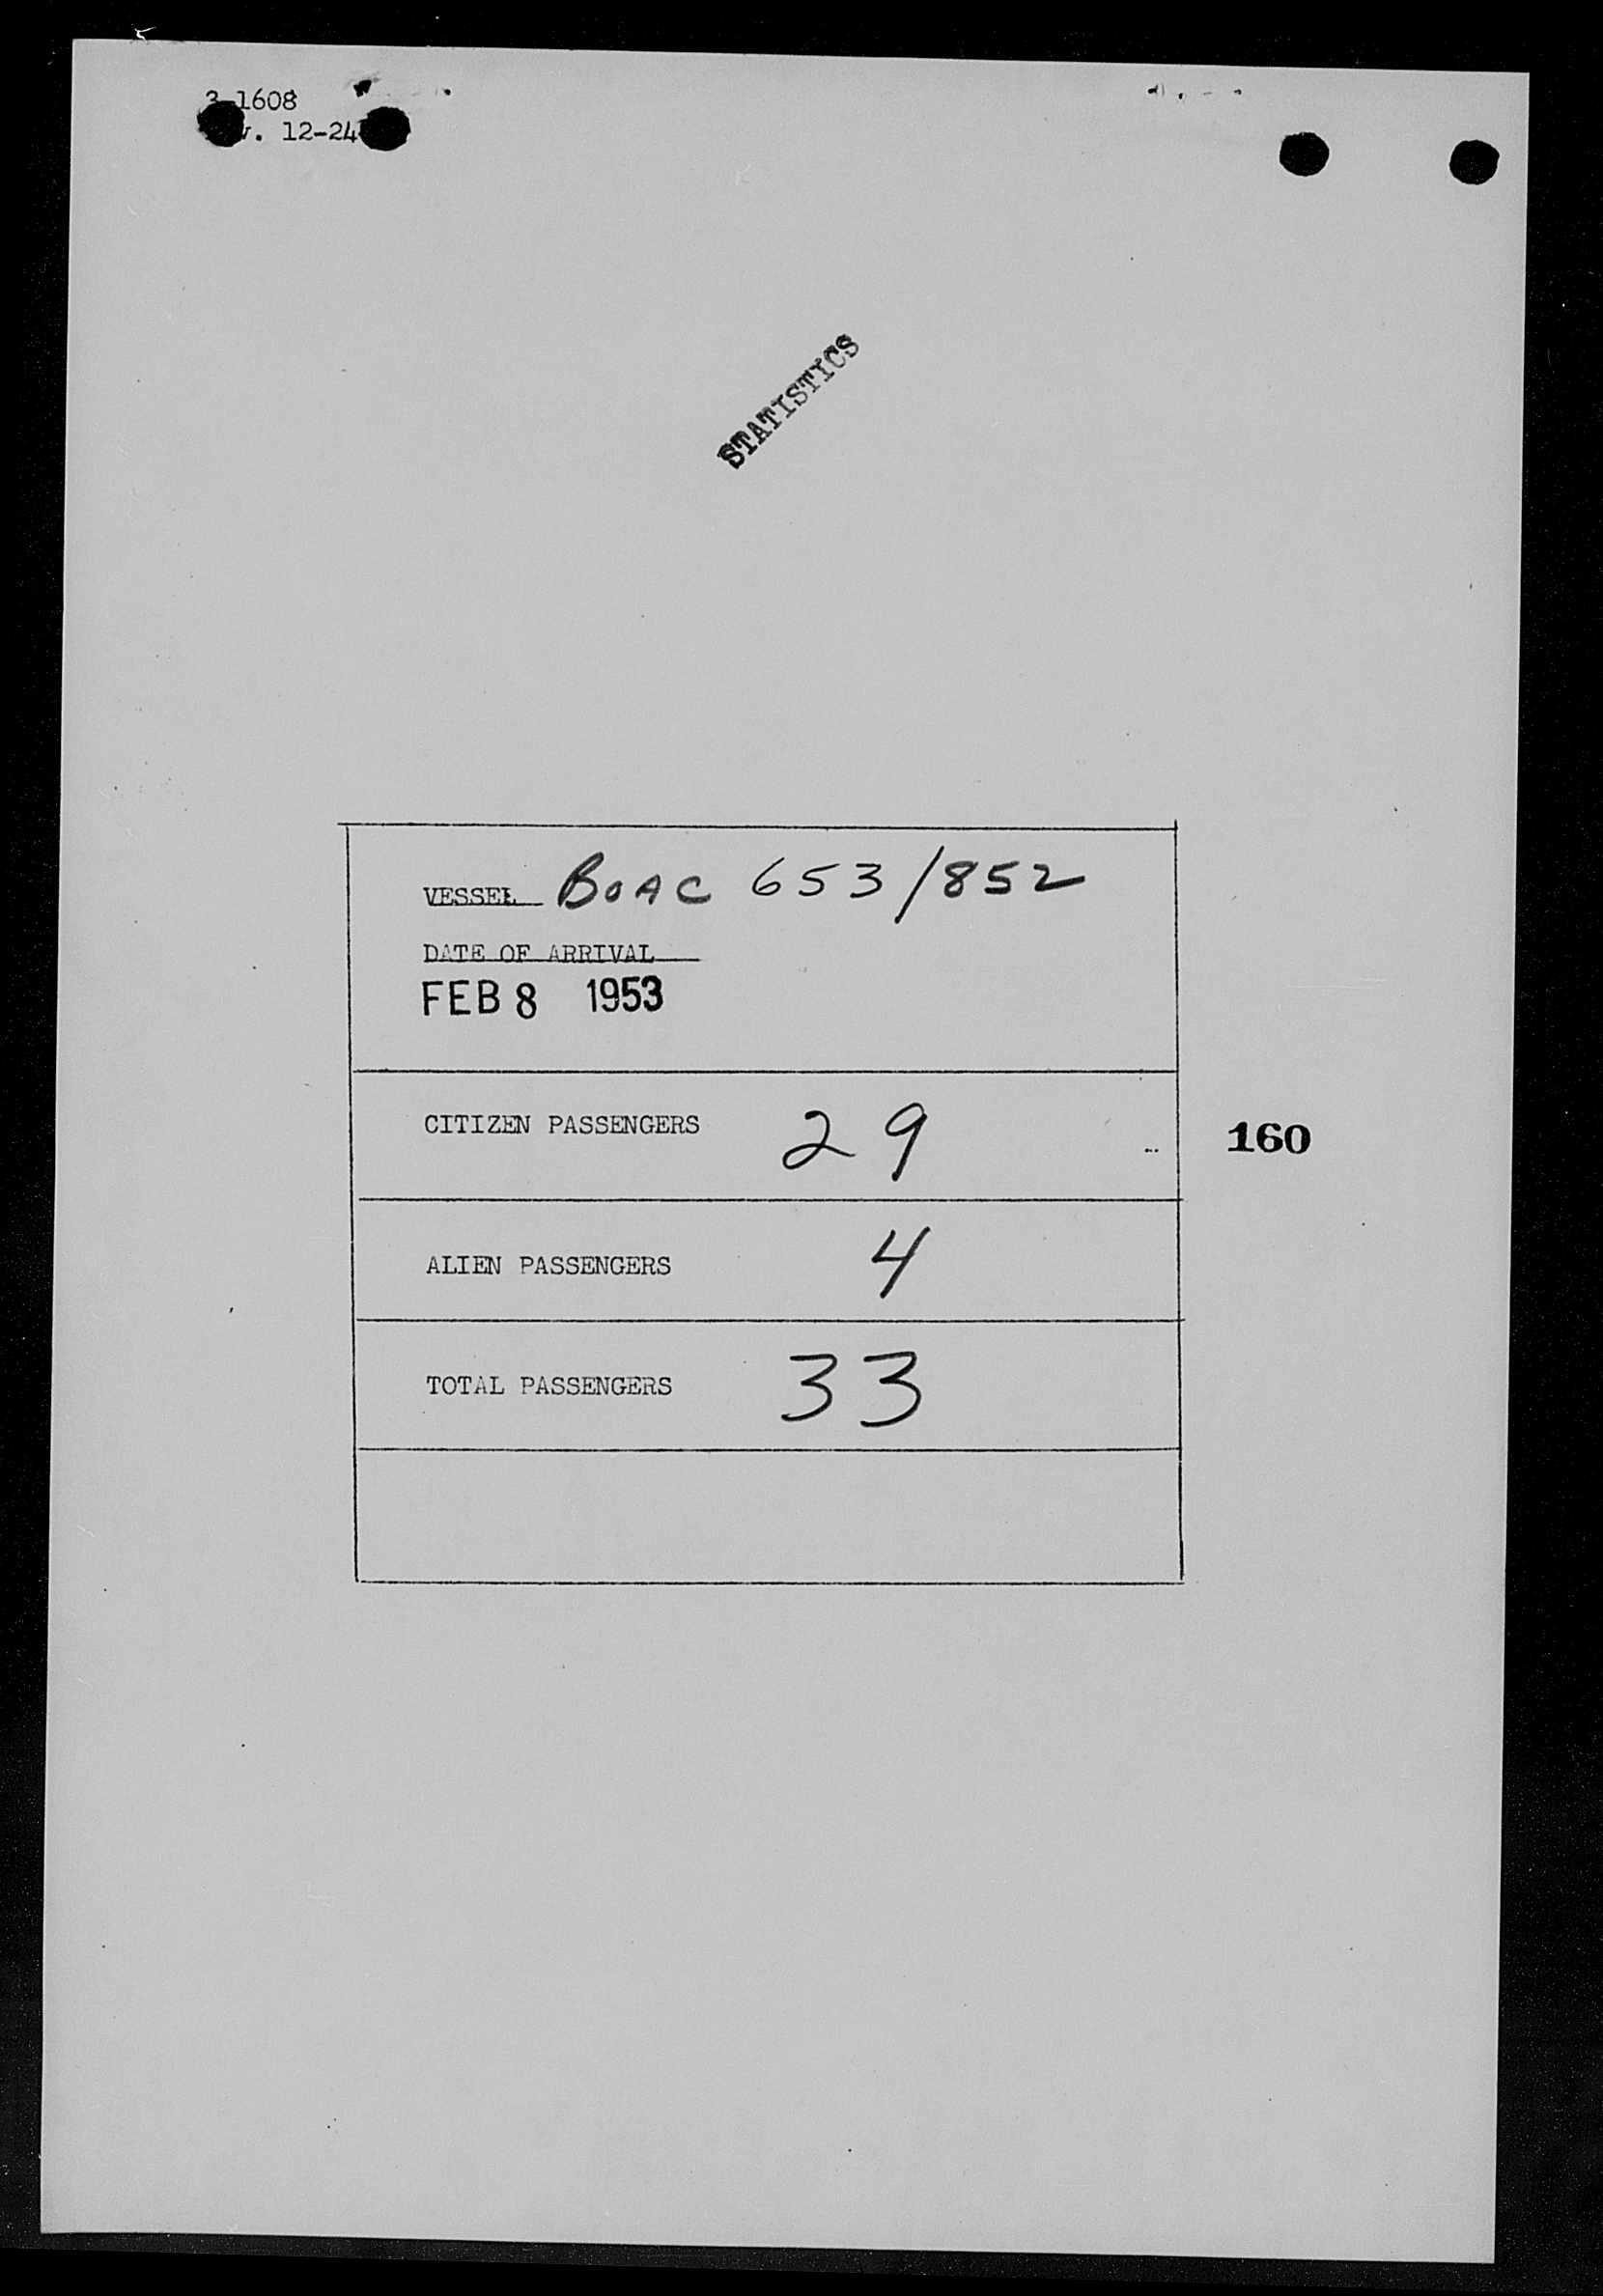 3-1608
12-24
STATISTICS
VESSEL BOAC 653/852
DATE OF ARRIVAL
FEB 8 1953
CITIZEN PASSENGERS 29
160
ALIEN PASSENGERS 4
TOTAL PASSENGERS 33